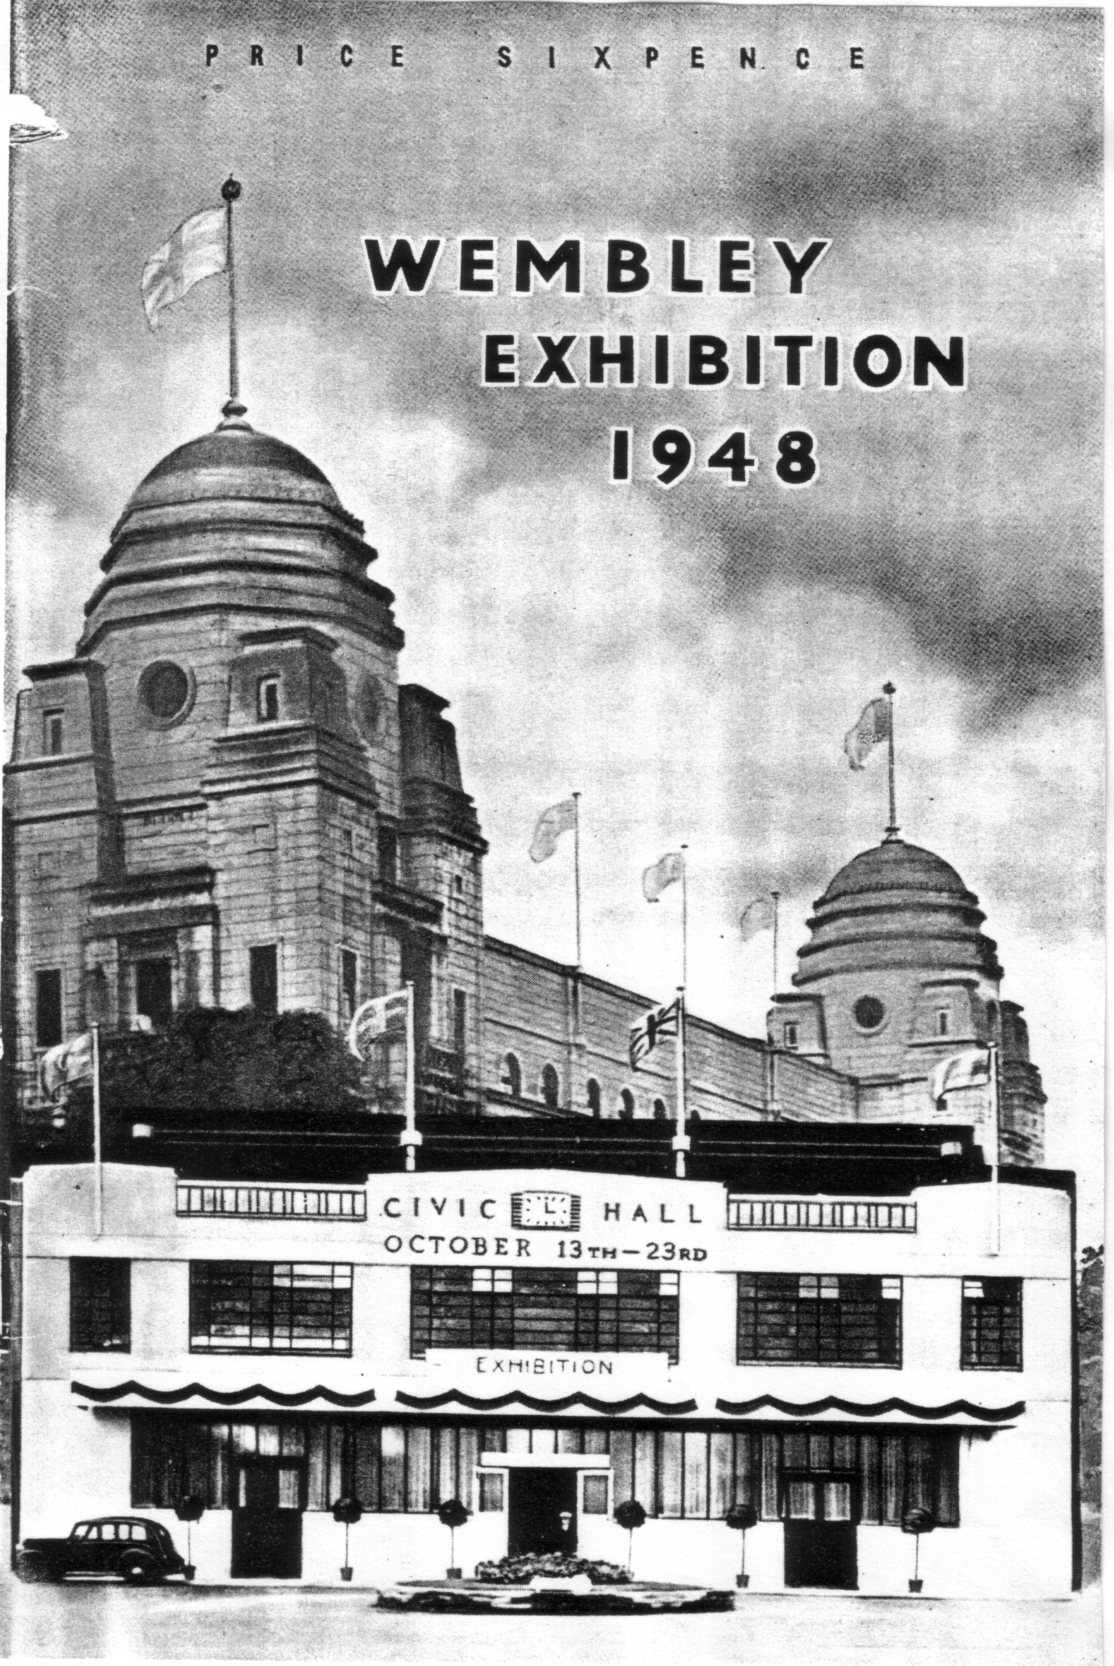 PRICE SIXPENCE
WEMBLEY
EXHIBITION
1948
CIVIC HALL
OCTOBER 13TH-23RD
EXHIBITION